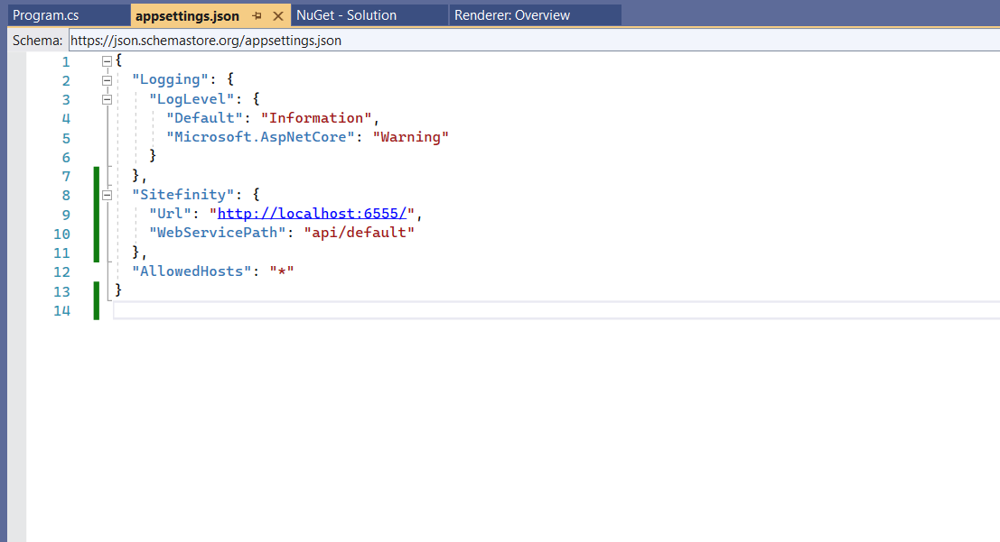 Program.cs appsettings.json NuGet - Solution Renderer: Overview
Schema: https://json.schemastore.org/appsettings.json
1 {
2 "Logging": {
3 "LogLevel": {
4 "Default": "Information",
5 "Microsoft.AspNetCore": "Warning"
6 }
7 },
8 "Sitefinity": {
9 "Url": "http://localhost:6555/",
10 "WebServicePath": "api/default"
11 },
12 "AllowedHosts": "*"
13 }
14